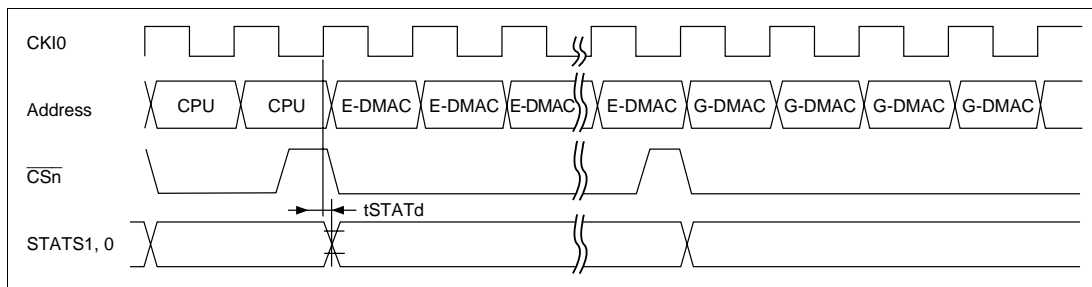 CKI0
Address CPU CPU E-DMAC E-DMAC E-DMAC E-DMAC G-DMAC G-DMAC G-DMAC G-DMAC
CSn
tSTATd
STATS1, 0